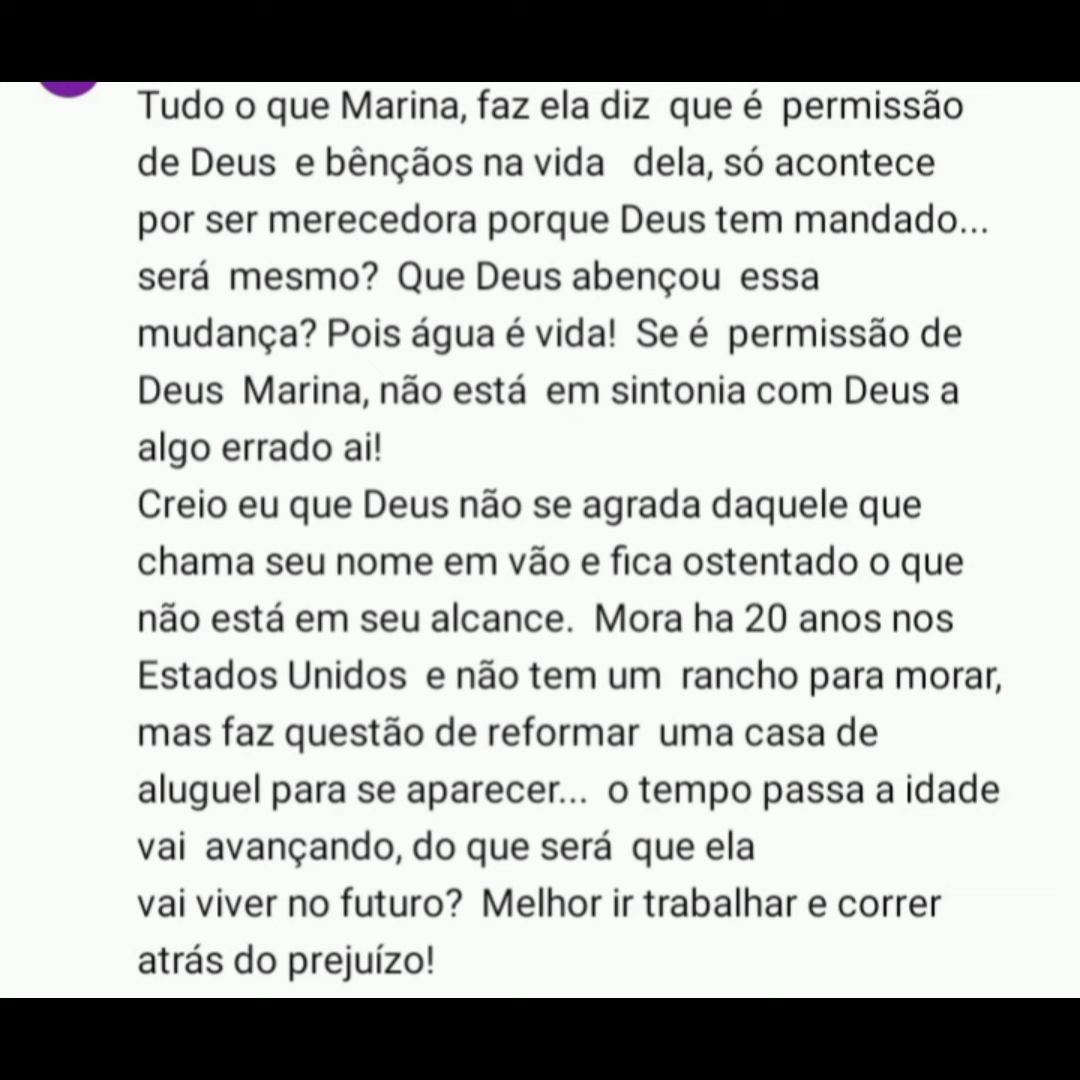 Tudo o que Marina, faz ela diz que é permissão
de Deus e bênçãos na vida dela, só acontece
por ser merecedora porque Deus tem mandado...
será mesmo? Que Deus abençou essa
mudança? Pois água é vida! Se é permissão de
Deus Marina, não está em sintonia com Deus a
algo errado ai!
Creio eu que Deus não se agrada daquele que
chama seu nome em vão e fica ostentado o que
não está em seu alcance. Mora ha 20 anos nos
Estados Unidos e não tem um rancho para morar,
mas faz questão de reformar uma casa de
aluguel para se aparecer... o tempo passa a idade
vai avançando, do que será que ela
vai viver no futuro? Melhor ir trabalhar e correr
atrás do prejuízo!